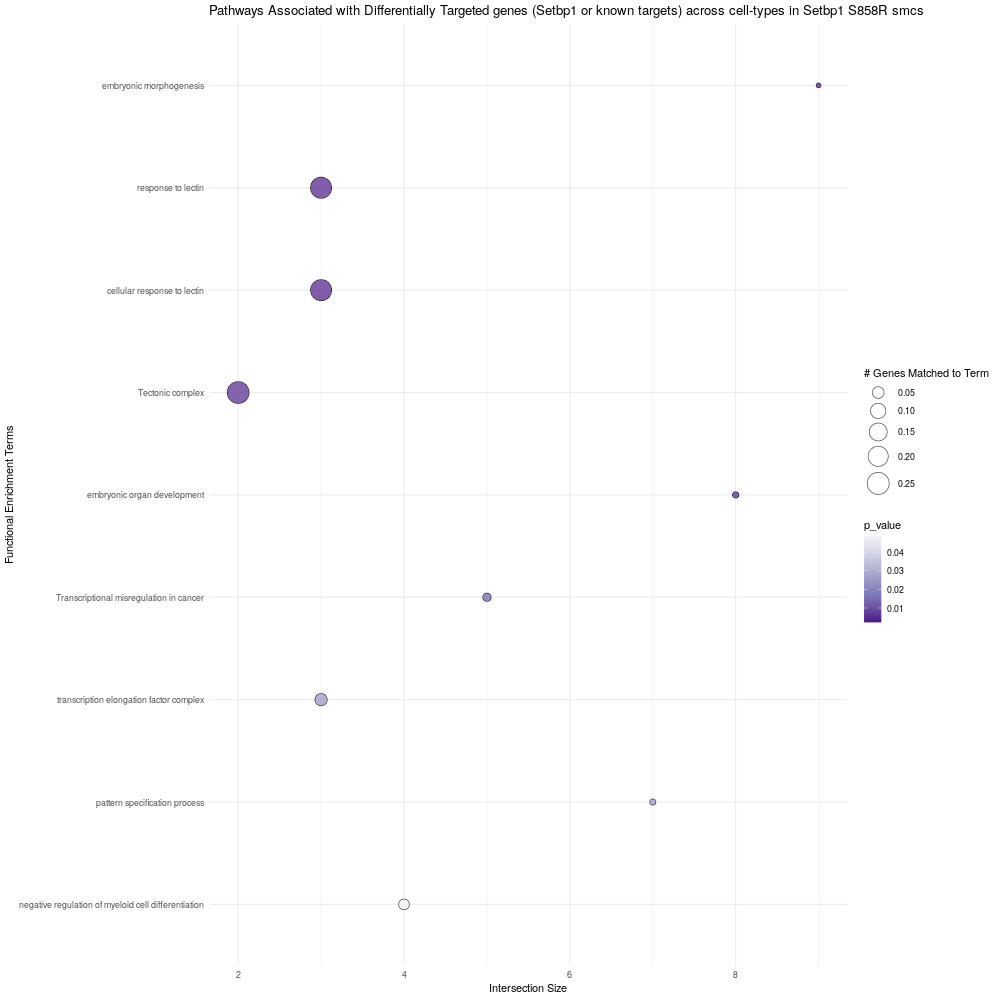 Pathways Associated with Differentially Targeted genes (Setbp1 or known targets) across cell-types in Setbp1 S858R smcs
Functional Enrichment Terms
embryonic morphogenesis
response to lectin
cellular response to lectin
Tectonic complex
embryonic organ development
Transcriptional misregulation in cancer
transcription elongation factor complex
pattern specification process
negative regulation of myeloid cell differentiation
2 4 6 8
Intersection Size
# Genes Matched to Term
0.05
0.10
0.15
0.20
0.25
p_value
0.04
0.03
0.02
0.01